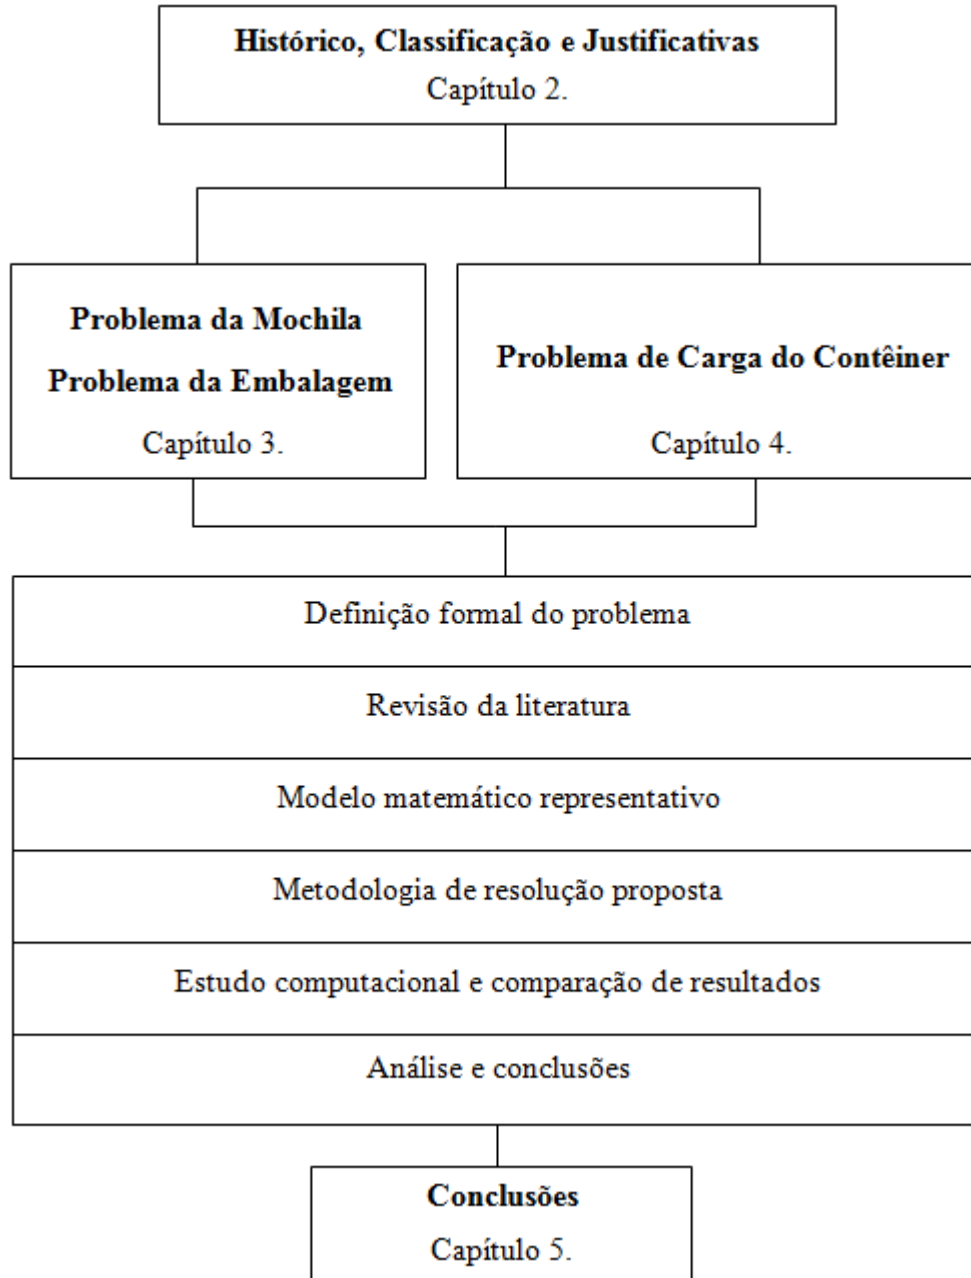 Histórico, Classificação e Justificativas
Capítulo 2.
Problema da Mochila
Problema da Embalagem
Capítulo 3.
Problema de Carga do Contêiner
Capítulo 4.
Definição formal do problema
Revisão da literatura
Modelo matemático representativo
Metodologia de resolução proposta
Estudo computacional e comparação de resultados
Análise e conclusões
Conclusões
Capítulo 5.